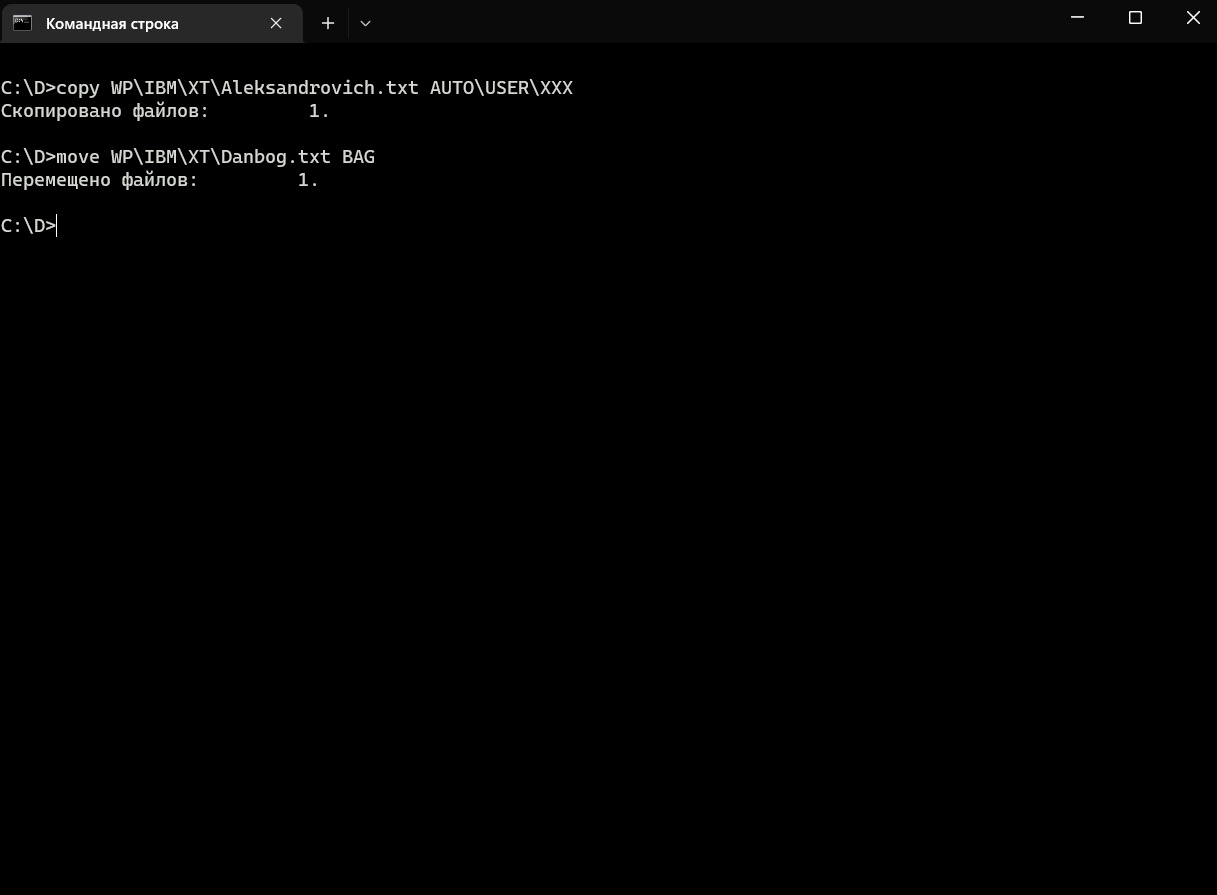 Командная строка
C:\D>copy WP\IBM\XT\Aleksandrovich.txt AUTO\USER\XXX
Скопировано файлов:         1.
C:\D>move WP\IBM\XT\Danbog.txt BAG
Перемещено файлов:         1.
C:\D>